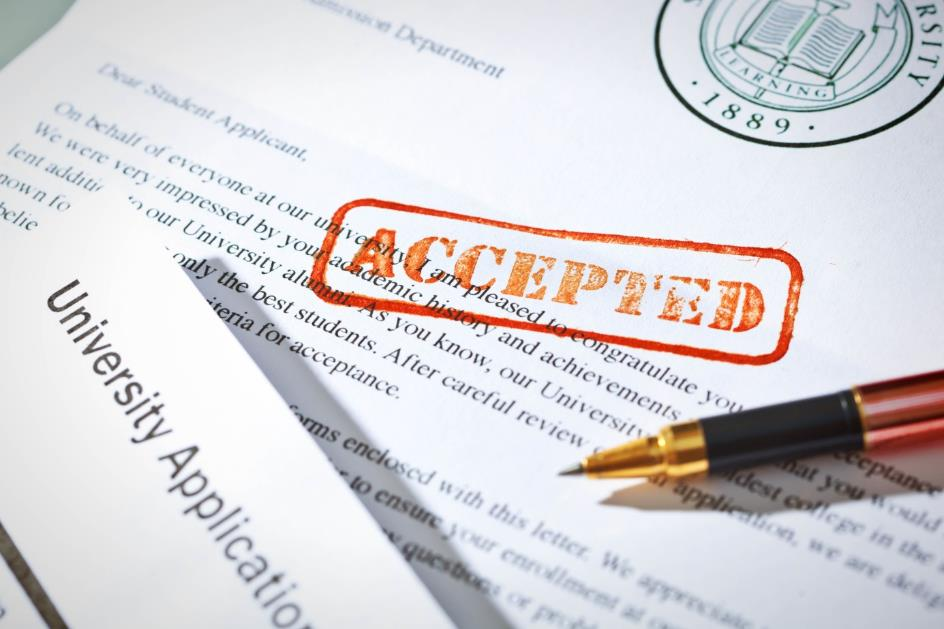 ERSITY
LEARNING
· 1889 ·
Admission Department
Dear Student Applicant,
On behalf of everyone at our university, I am pleased to congratulate you
We were very impressed by your academic history and achievements
lent additi to our University alumni. As you know, our University
nown fo only the best students. After careful review
belie iteria for acceptance.
ACCEPTED
orms enclosed with this letter. We appreciate
to ensure your enrollment at
questions or
acceptance
that you would
oldest college in the
application, we are
University Application